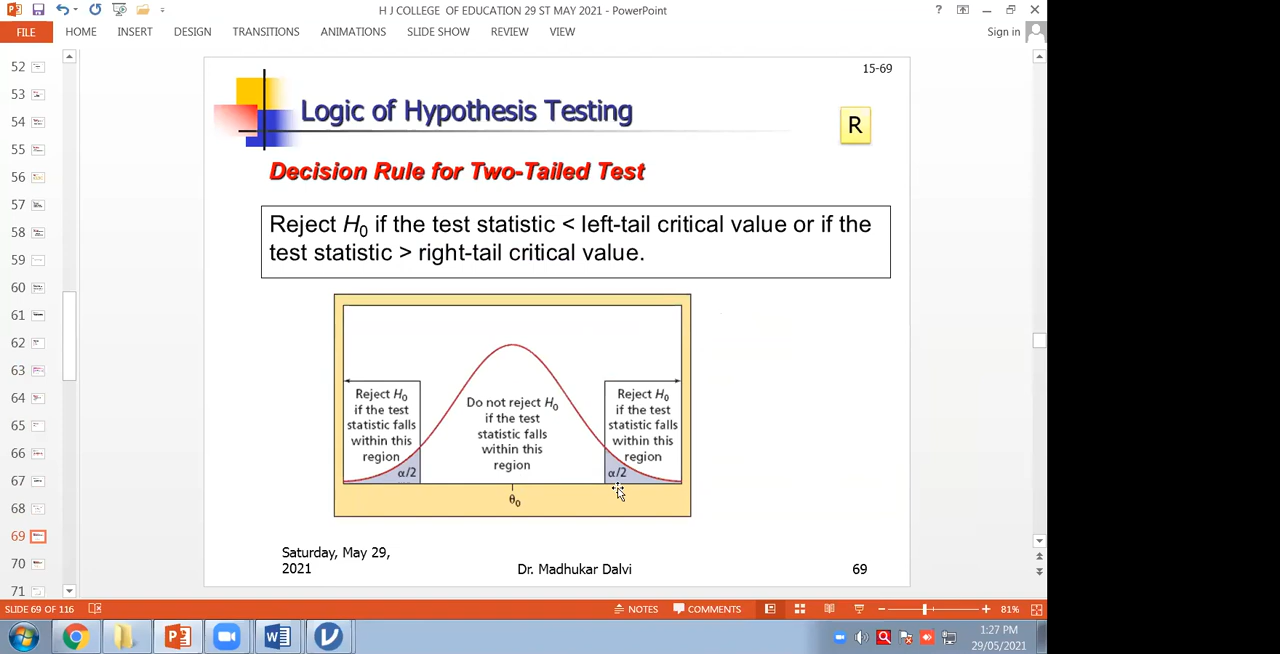 H J COLLEGE OF EDUCATION 29 ST MAY 2021 - PowerPoint
?
FILE
HOME
INSERT
DESIGN
TRANSITIONS
ANIMATIONS
SLIDE SHOW
REVIEW
VIEW
Sign in
52
53
54
55
56
57
58
59
60
61
62
63
64
65
66
67
68
69
70
71
15-69
Logic of Hypothesis Testing
R
Decision Rule for Two-Tailed Test
Reject H0 if the test statistic < left-tail critical value or if the
test statistic > right-tail critical value.
Reject H0
if the test
statistic falls
within this
region
α/2
Do not reject H0
if the test
statistic falls
within this
region
Reject H0
if the test
statistic falls
within this
region
α/2
θ0
Saturday, May 29,
2021
Dr. Madhukar Dalvi
69
SLIDE 69 OF 116
NOTES
COMMENTS
81%
1:27 PM
29/05/2021